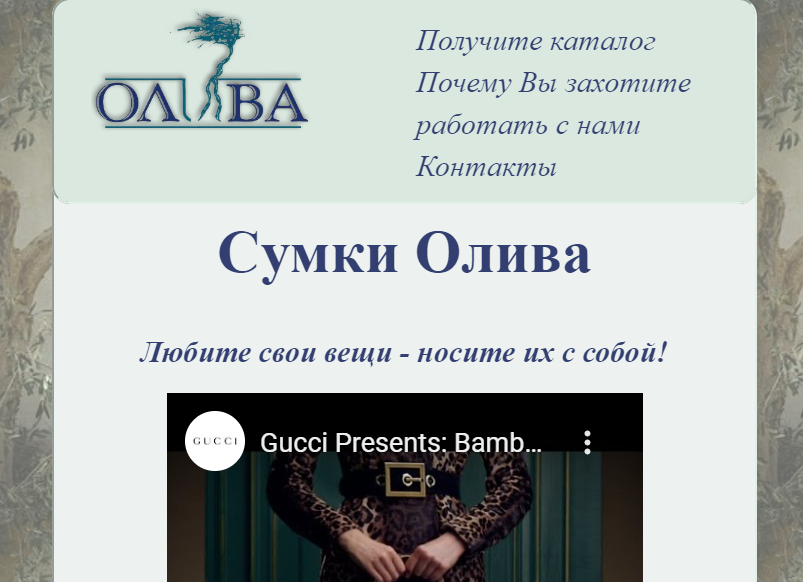 ОЛИВА
Получите каталог
Почему Вы захотите
работать с нами
Контакты
Сумки Олива
Любите свои вещи - носите их с собой!
GUCCI
Gucci Presents: Bamb...